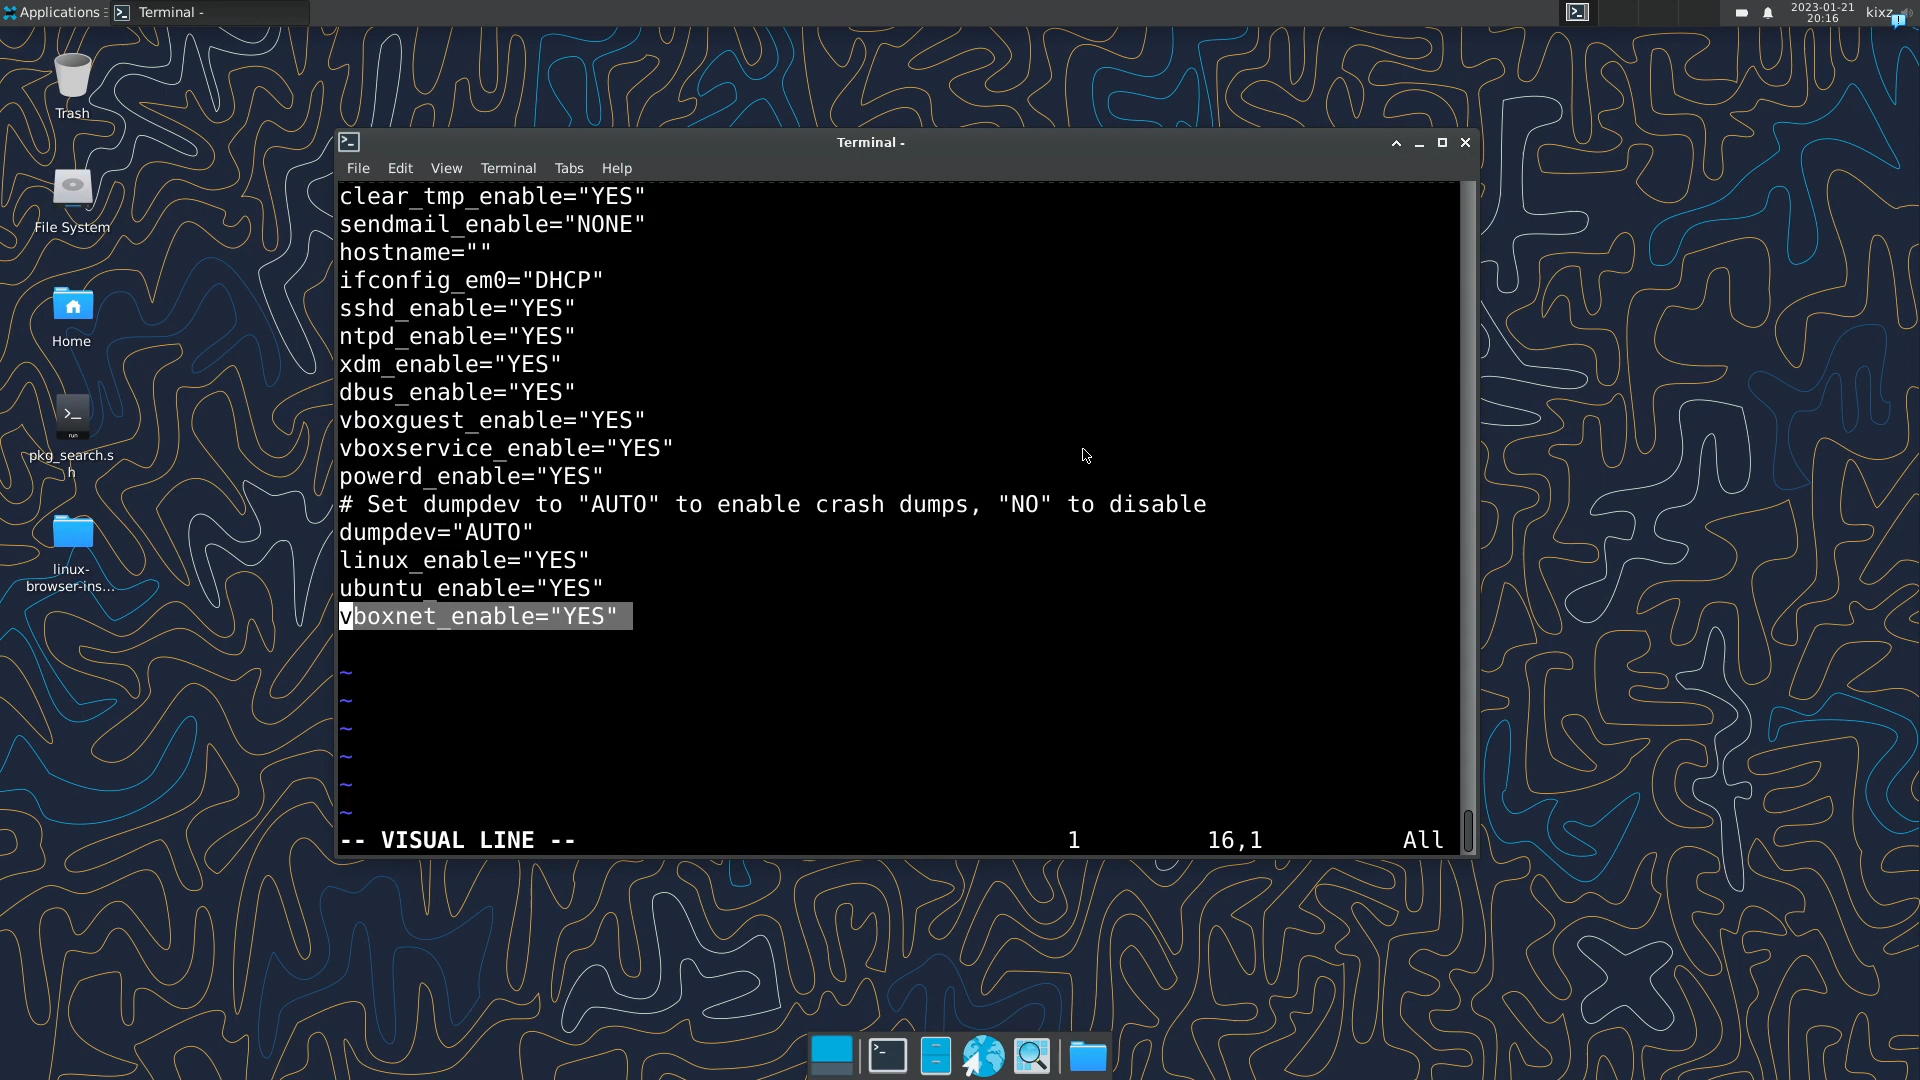 Applications
Terminal -
2023-01-21
20:16
kixz
Trash
File System
Home
run
pkg_search.s
h
linux-
browser-ins...
Terminal -
File Edit View Terminal Tabs Help
clear_tmp_enable="YES"
sendmail_enable="NONE"
hostname=""
ifconfig_em0="DHCP"
sshd_enable="YES"
ntpd_enable="YES"
xdm_enable="YES"
dbus_enable="YES"
vboxguest_enable="YES"
vboxservice_enable="YES"
powerd_enable="YES"
# Set dumpdev to "AUTO" to enable crash dumps, "NO" to disable
dumpdev="AUTO"
linux_enable="YES"
ubuntu_enable="YES"
vboxnet_enable="YES"
~
~
~
~
~
~
-- VISUAL LINE -- 1 16,1 All